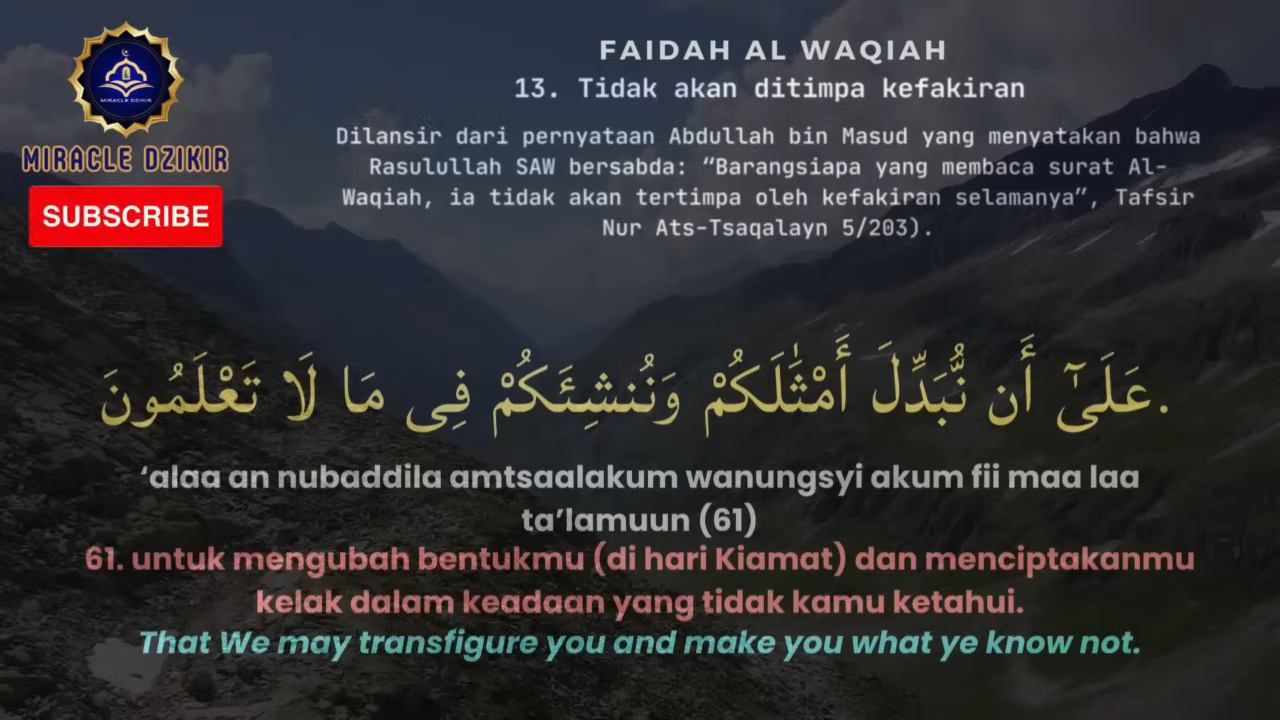 MIRACLE DZIKIR
MIRACLE DZIKIR
SUBSCRIBE
FAIDAH AL WAQIAH
13. Tidak akan ditimpa kefakiran
Dilansir dari pernyataan Abdullah bin Masud yang menyatakan bahwa
Rasulullah SAW bersabda: “Barangsiapa yang membaca surat Al-
Waqiah, ia tidak akan tertimpa oleh kefakiran selamanya”, Tafsir
Nur Ats-Tsaqalayn 5/203).
عَلَىٰٓ أَن نُّبَدِّلَ أَمْثَٰلَكُمْ وَنُنشِئَكُمْ فِى مَا لَا تَعْلَمُونَ.
‘alaa an nubaddila amtsaalakum wanungsyi akum fii maa laa
ta’lamuun (61)
61. untuk mengubah bentukmu (di hari Kiamat) dan menciptakanmu
kelak dalam keadaan yang tidak kamu ketahui.
That We may transfigure you and make you what ye know not.